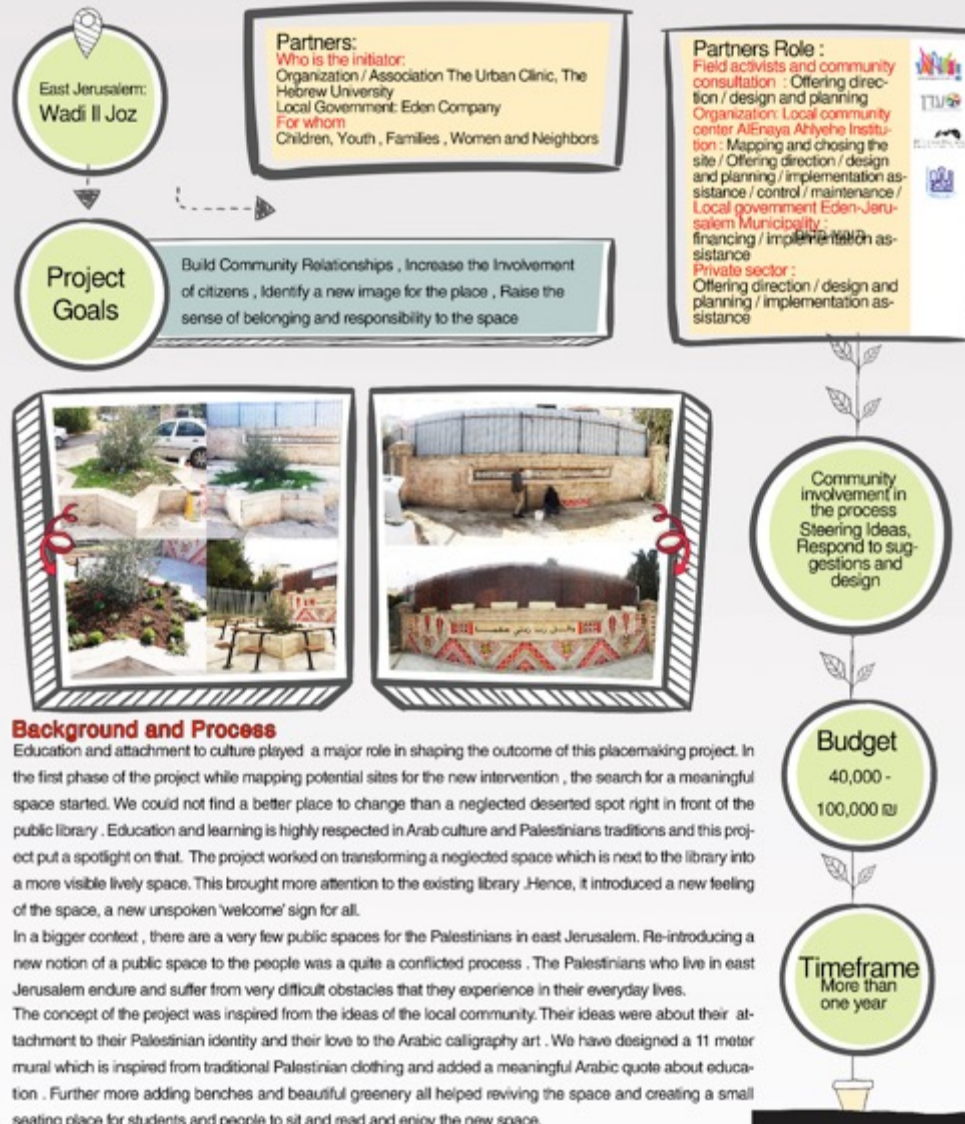 East Jerusalem:
Wadi Il Joz
Partners:
Who is the initiator:
Organization / Association The Urban Clinic, The
Hebrew University
Local Government: Eden Company
For whom
Children, Youth , Families , Women and Neighbors
Partners Role :
Field activists and community
consultation : Offering direc-
tion / design and planning
Organization: Local community
center AlEnaya Ahlyehe Institu-
tion : Mapping and chosing the
site / Offering direction / design
and planning / implementation as-
sistance / control / maintenance /
Local government Eden-Jeru-
salem Municipality :
financing / implementation as-
sistance
Private sector :
Offering direction / design and
planning / implementation as-
sistance
עדן
Project
Goals
Build Community Relationships , Increase the Involvement
of citizens , Identify a new image for the place , Raise the
sense of belonging and responsibility to the space
وقل رب زدني علما
Community
involvement in
the process
Steering Ideas,
Respond to sug-
gestions and
design
Budget
40,000 -
100,000 ₪
Timeframe
More than
one year
Background and Process
Education and attachment to culture played a major role in shaping the outcome of this placemaking project. In
the first phase of the project while mapping potential sites for the new intervention , the search for a meaningful
space started. We could not find a better place to change than a neglected deserted spot right in front of the
public library . Education and learning is highly respected in Arab culture and Palestinians traditions and this proj-
ect put a spotlight on that. The project worked on transforming a neglected space which is next to the library into
a more visible lively space. This brought more attention to the existing library .Hence, it introduced a new feeling
of the space, a new unspoken 'welcome' sign for all.
In a bigger context , there are a very few public spaces for the Palestinians in east Jerusalem. Re-introducing a
new notion of a public space to the people was a quite a conflicted process . The Palestinians who live in east
Jerusalem endure and suffer from very difficult obstacles that they experience in their everyday lives.
The concept of the project was inspired from the ideas of the local community. Their ideas were about their at-
tachment to their Palestinian identity and their love to the Arabic calligraphy art . We have designed a 11 meter
mural which is inspired from traditional Palestinian clothing and added a meaningful Arabic quote about educa-
tion . Further more adding benches and beautiful greenery all helped reviving the space and creating a small
seating place for students and people to sit and read and enjoy the new space.